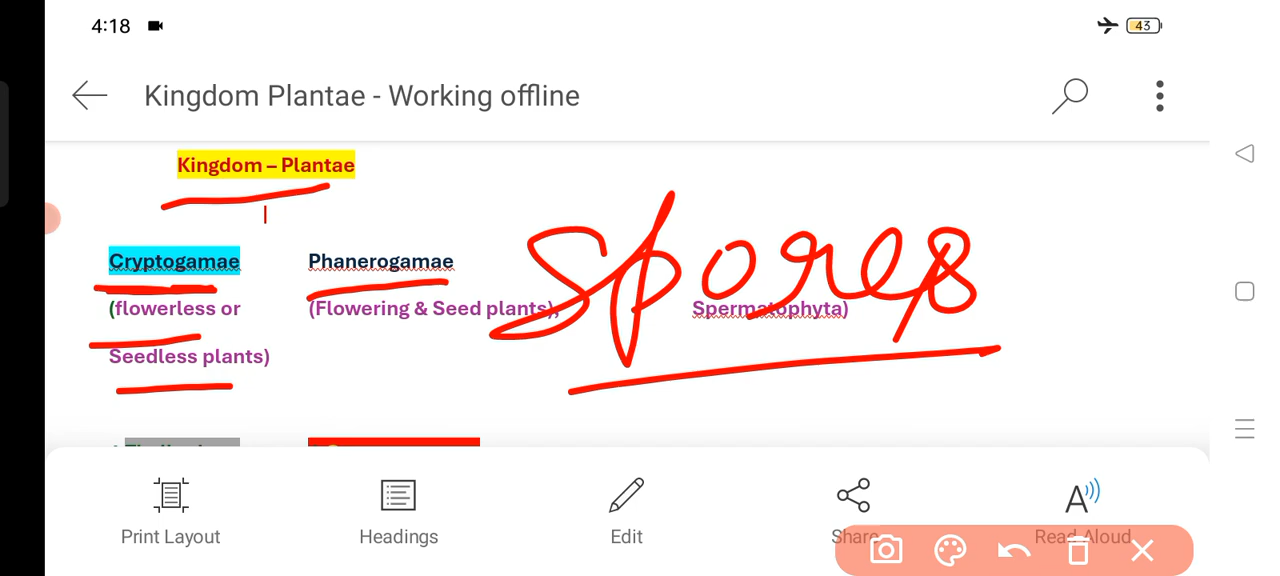 4:18
43
Kingdom Plantae - Working offline
Kingdom – Plantae
Cryptogamae Phanerogamae
(flowerless or (Flowering & Seed plants), Spermatophyta)
Spores
Seedless plants)
Print Layout Headings Edit Share Read Aloud